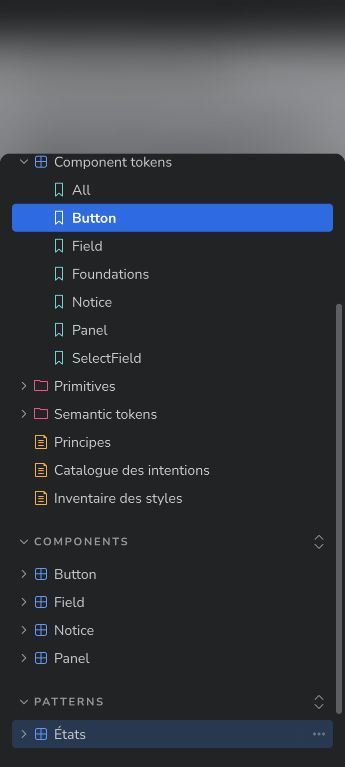 Component tokens
All
Button
Field
Foundations
Notice
Panel
SelectField
Primitives
Semantic tokens
Principes
Catalogue des intentions
Inventaire des styles
COMPONENTS
Button
Field
Notice
Panel
PATTERNS
États